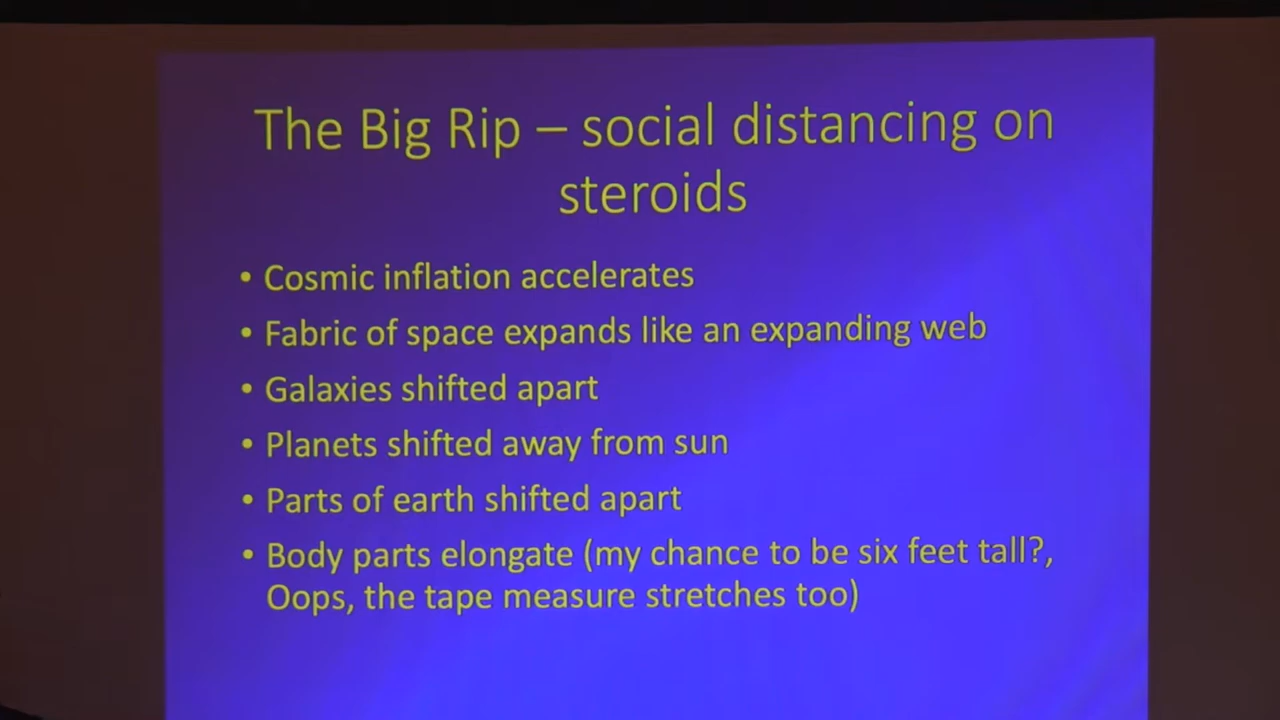 The Big Rip – social distancing on
steroids
• Cosmic inflation accelerates
• Fabric of space expands like an expanding web
• Galaxies shifted apart
• Planets shifted away from sun
• Parts of earth shifted apart
• Body parts elongate (my chance to be six feet tall?,
Oops, the tape measure stretches too)